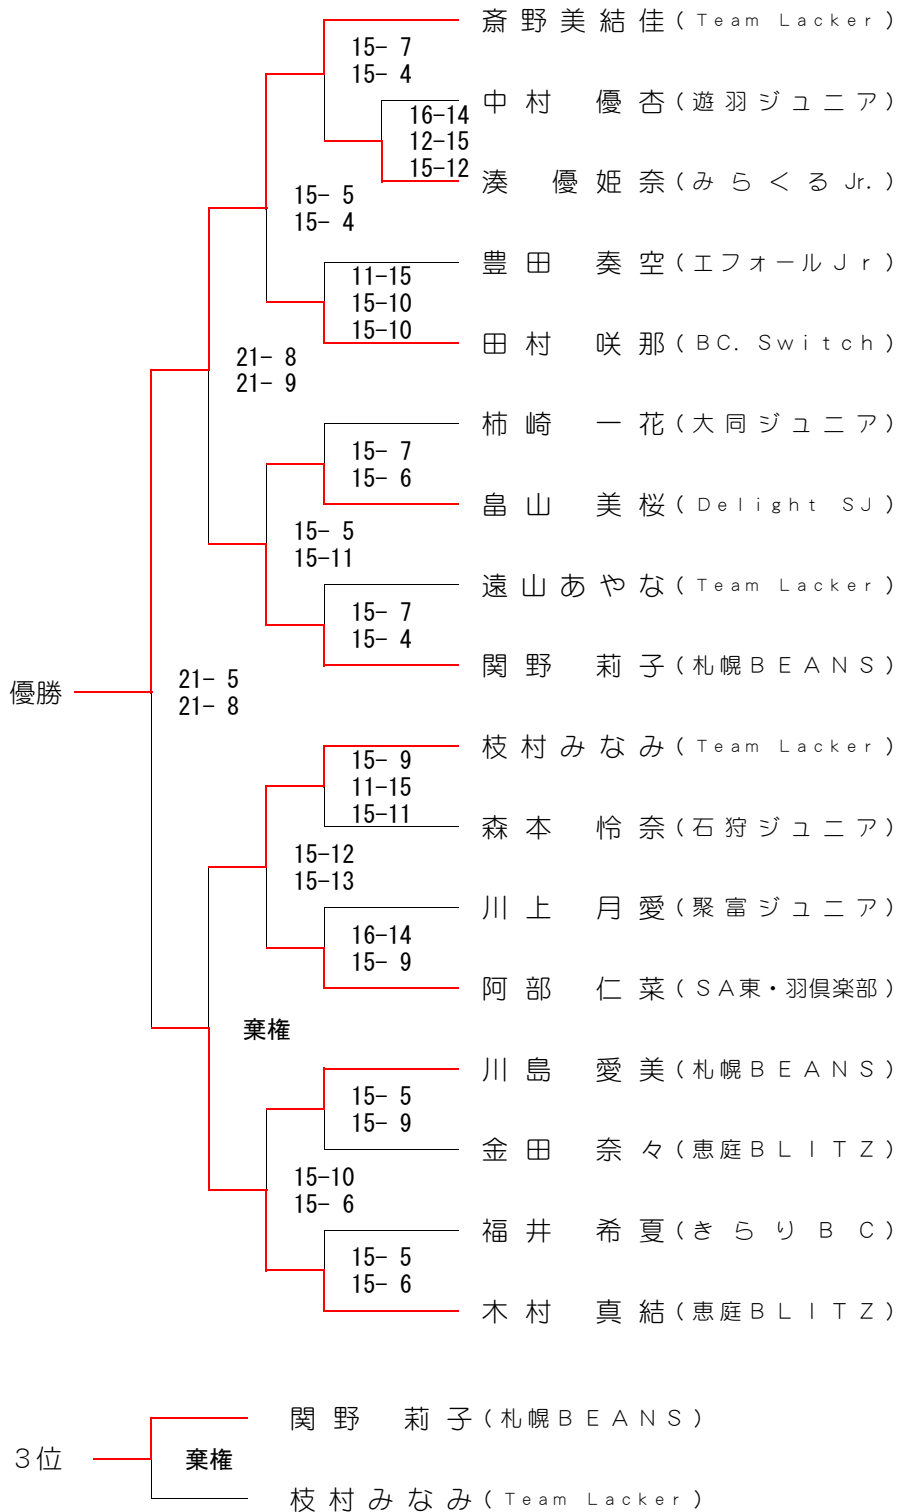 斎野美結佳(Team Lacker)
15- 7
15- 4
中村 優杏(遊羽ジュニア)
16-14
12-15
15-12
湊 優姫奈(みらくるJr.)
15- 5
15- 4
豊田 奏空(エフォールJr)
11-15
15-10
15-10
田村 咲那(BC. Switch)
21- 8
21- 9
柿崎 一花(大同ジュニア)
15- 7
15- 6
畠山 美桜(Delight SJ)
15- 5
15-11
遠山あやな(Team Lacker)
15- 7
15- 4
関野 莉子(札幌BEANS)
優勝
21- 5
21- 8
枝村みなみ(Team Lacker)
15- 9
11-15
15-11
森本 怜奈(石狩ジュニア)
15-12
15-13
川上 月愛(聚富ジュニア)
16-14
15- 9
阿部 仁菜(SA東・羽倶楽部)
棄権
川島 愛美(札幌BEANS)
15- 5
15- 9
金田 奈々(恵庭BLITZ)
15-10
15- 6
福井 希夏(きらりBC)
15- 5
15- 6
木村 真結(恵庭BLITZ)
関野 莉子(札幌BEANS)
3位
棄権
枝村みなみ(Team Lacker)